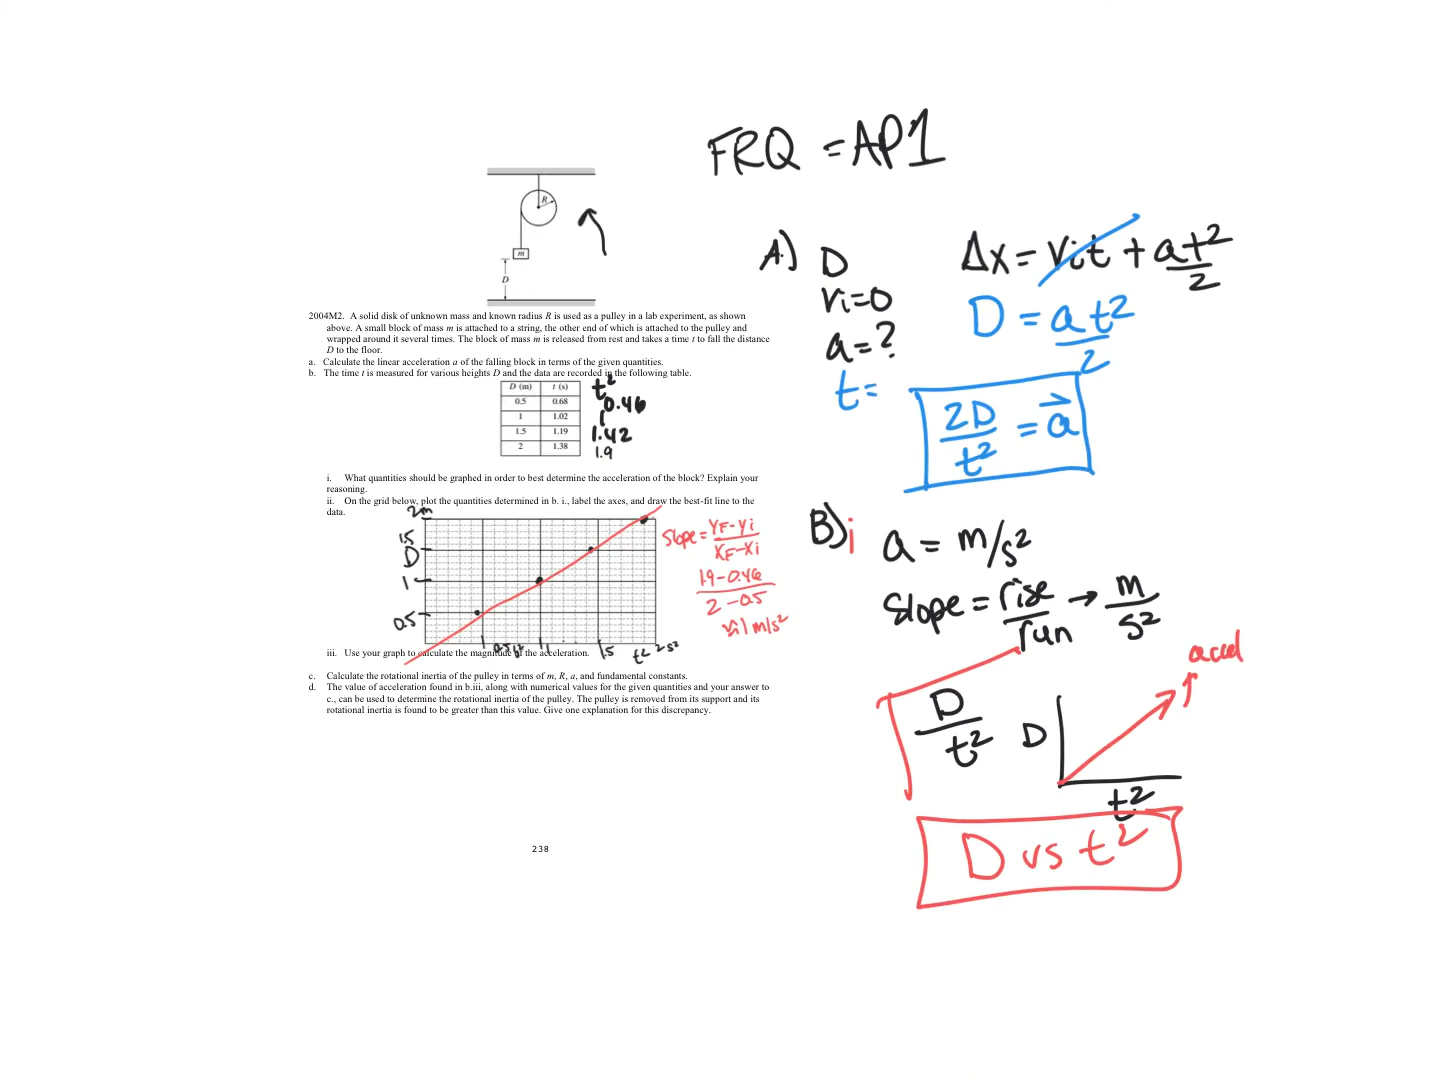 FRQ = AP1
R
m
D
2004M2. A solid disk of unknown mass and known radius R is used as a pulley in a lab experiment, as shown
above. A small block of mass m is attached to a string, the other end of which is attached to the pulley and
wrapped around it several times. The block of mass m is released from rest and takes a time t to fall the distance
D to the floor.
a. Calculate the linear acceleration a of the falling block in terms of the given quantities.
b. The time t is measured for various heights D and the data are recorded in the following table.
D (m) t (s) t²
0.5 0.68 0.46
1 1.02 1
1.5 1.19 1.42
2 1.38 1.9
i. What quantities should be graphed in order to best determine the acceleration of the block? Explain your
reasoning.
ii. On the grid below, plot the quantities determined in b. i., label the axes, and draw the best-fit line to the
data.
2m
1.5
D
1
0.5
1
1.5
t² 2s²
Slope = YF-Yi
XF-Xi
1.9-0.46
2-0.5
m/s²
iii. Use your graph to calculate the magnitude of the acceleration.
c. Calculate the rotational inertia of the pulley in terms of m, R, a, and fundamental constants.
d. The value of acceleration found in b.iii, along with numerical values for the given quantities and your answer to
c., can be used to determine the rotational inertia of the pulley. The pulley is removed from its support and its
rotational inertia is found to be greater than this value. Give one explanation for this discrepancy.
238
A.) D
Vi=0
a=?
t=
Δx = Vit + at²
2
D = at²
2
2D = a
t²
B)i
a = m/s²
Slope = rise → m
run s²
D
t²
D
t²
accel
D vs t²